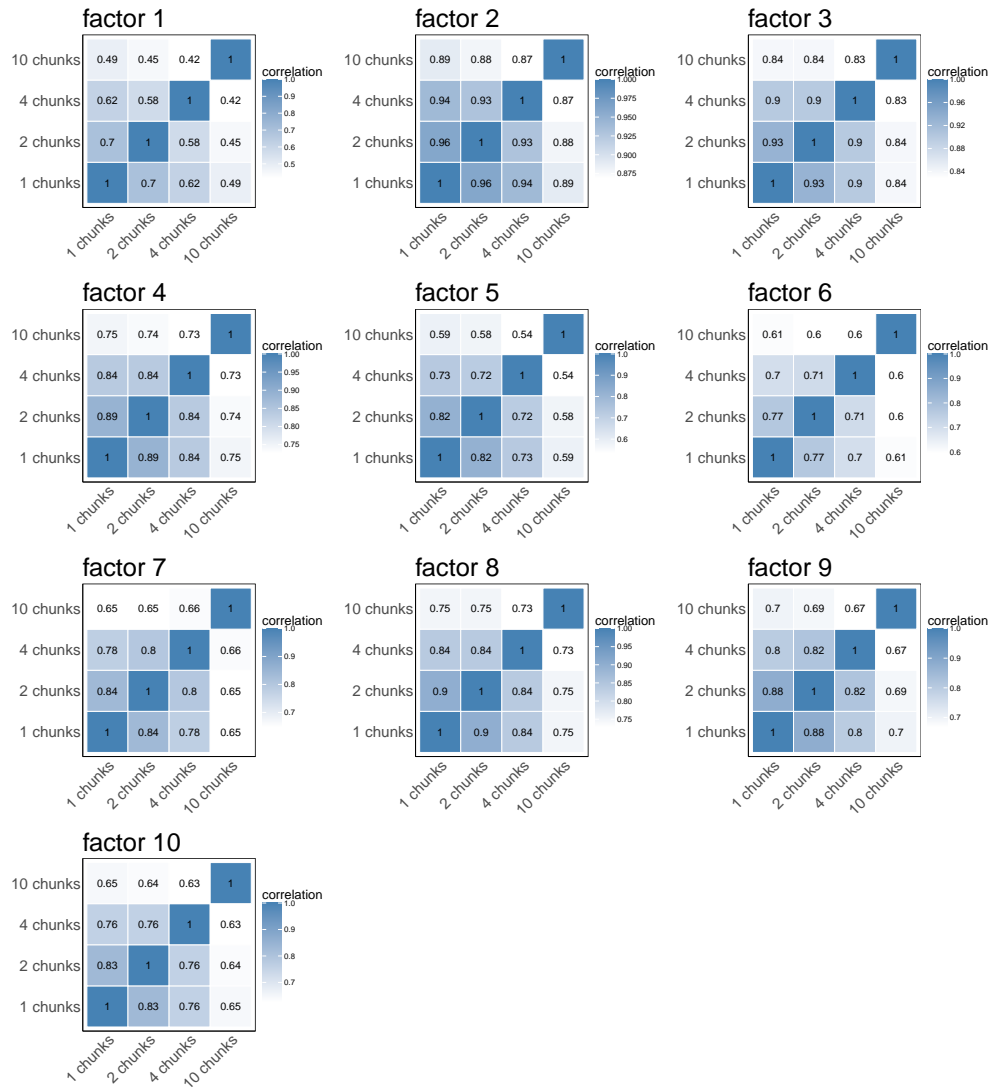 factor 1
10 chunks 0.49 0.45 0.42 1
4 chunks 0.62 0.58 1 0.42
2 chunks 0.7 1 0.58 0.45
1 chunks 1 0.7 0.62 0.49
1 chunks 2 chunks 4 chunks 10 chunks
correlation
1.0
0.9
0.8
0.7
0.6
0.5
factor 2
10 chunks 0.89 0.88 0.87 1
4 chunks 0.94 0.93 1 0.87
2 chunks 0.96 1 0.93 0.88
1 chunks 1 0.96 0.94 0.89
1 chunks 2 chunks 4 chunks 10 chunks
correlation
1.000
0.975
0.950
0.925
0.900
0.875
factor 3
10 chunks 0.84 0.84 0.83 1
4 chunks 0.9 0.9 1 0.83
2 chunks 0.93 1 0.9 0.84
1 chunks 1 0.93 0.9 0.84
1 chunks 2 chunks 4 chunks 10 chunks
correlation
1.00
0.96
0.92
0.88
0.84
factor 4
10 chunks 0.75 0.74 0.73 1
4 chunks 0.84 0.84 1 0.73
2 chunks 0.89 1 0.84 0.74
1 chunks 1 0.89 0.84 0.75
1 chunks 2 chunks 4 chunks 10 chunks
correlation
1.00
0.95
0.90
0.85
0.80
0.75
factor 5
10 chunks 0.59 0.58 0.54 1
4 chunks 0.73 0.72 1 0.54
2 chunks 0.82 1 0.72 0.58
1 chunks 1 0.82 0.73 0.59
1 chunks 2 chunks 4 chunks 10 chunks
correlation
1.0
0.9
0.8
0.7
0.6
factor 6
10 chunks 0.61 0.6 0.6 1
4 chunks 0.7 0.71 1 0.6
2 chunks 0.77 1 0.71 0.6
1 chunks 1 0.77 0.7 0.61
1 chunks 2 chunks 4 chunks 10 chunks
correlation
1.0
0.9
0.8
0.7
0.6
factor 7
10 chunks 0.65 0.65 0.66 1
4 chunks 0.78 0.8 1 0.66
2 chunks 0.84 1 0.8 0.65
1 chunks 1 0.84 0.78 0.65
1 chunks 2 chunks 4 chunks 10 chunks
correlation
1.0
0.9
0.8
0.7
factor 8
10 chunks 0.75 0.75 0.73 1
4 chunks 0.84 0.84 1 0.73
2 chunks 0.9 1 0.84 0.75
1 chunks 1 0.9 0.84 0.75
1 chunks 2 chunks 4 chunks 10 chunks
correlation
1.00
0.95
0.90
0.85
0.80
0.75
factor 9
10 chunks 0.7 0.69 0.67 1
4 chunks 0.8 0.82 1 0.67
2 chunks 0.88 1 0.82 0.69
1 chunks 1 0.88 0.8 0.7
1 chunks 2 chunks 4 chunks 10 chunks
correlation
1.0
0.9
0.8
0.7
factor 10
10 chunks 0.65 0.64 0.63 1
4 chunks 0.76 0.76 1 0.63
2 chunks 0.83 1 0.76 0.64
1 chunks 1 0.83 0.76 0.65
1 chunks 2 chunks 4 chunks 10 chunks
correlation
1.0
0.9
0.8
0.7